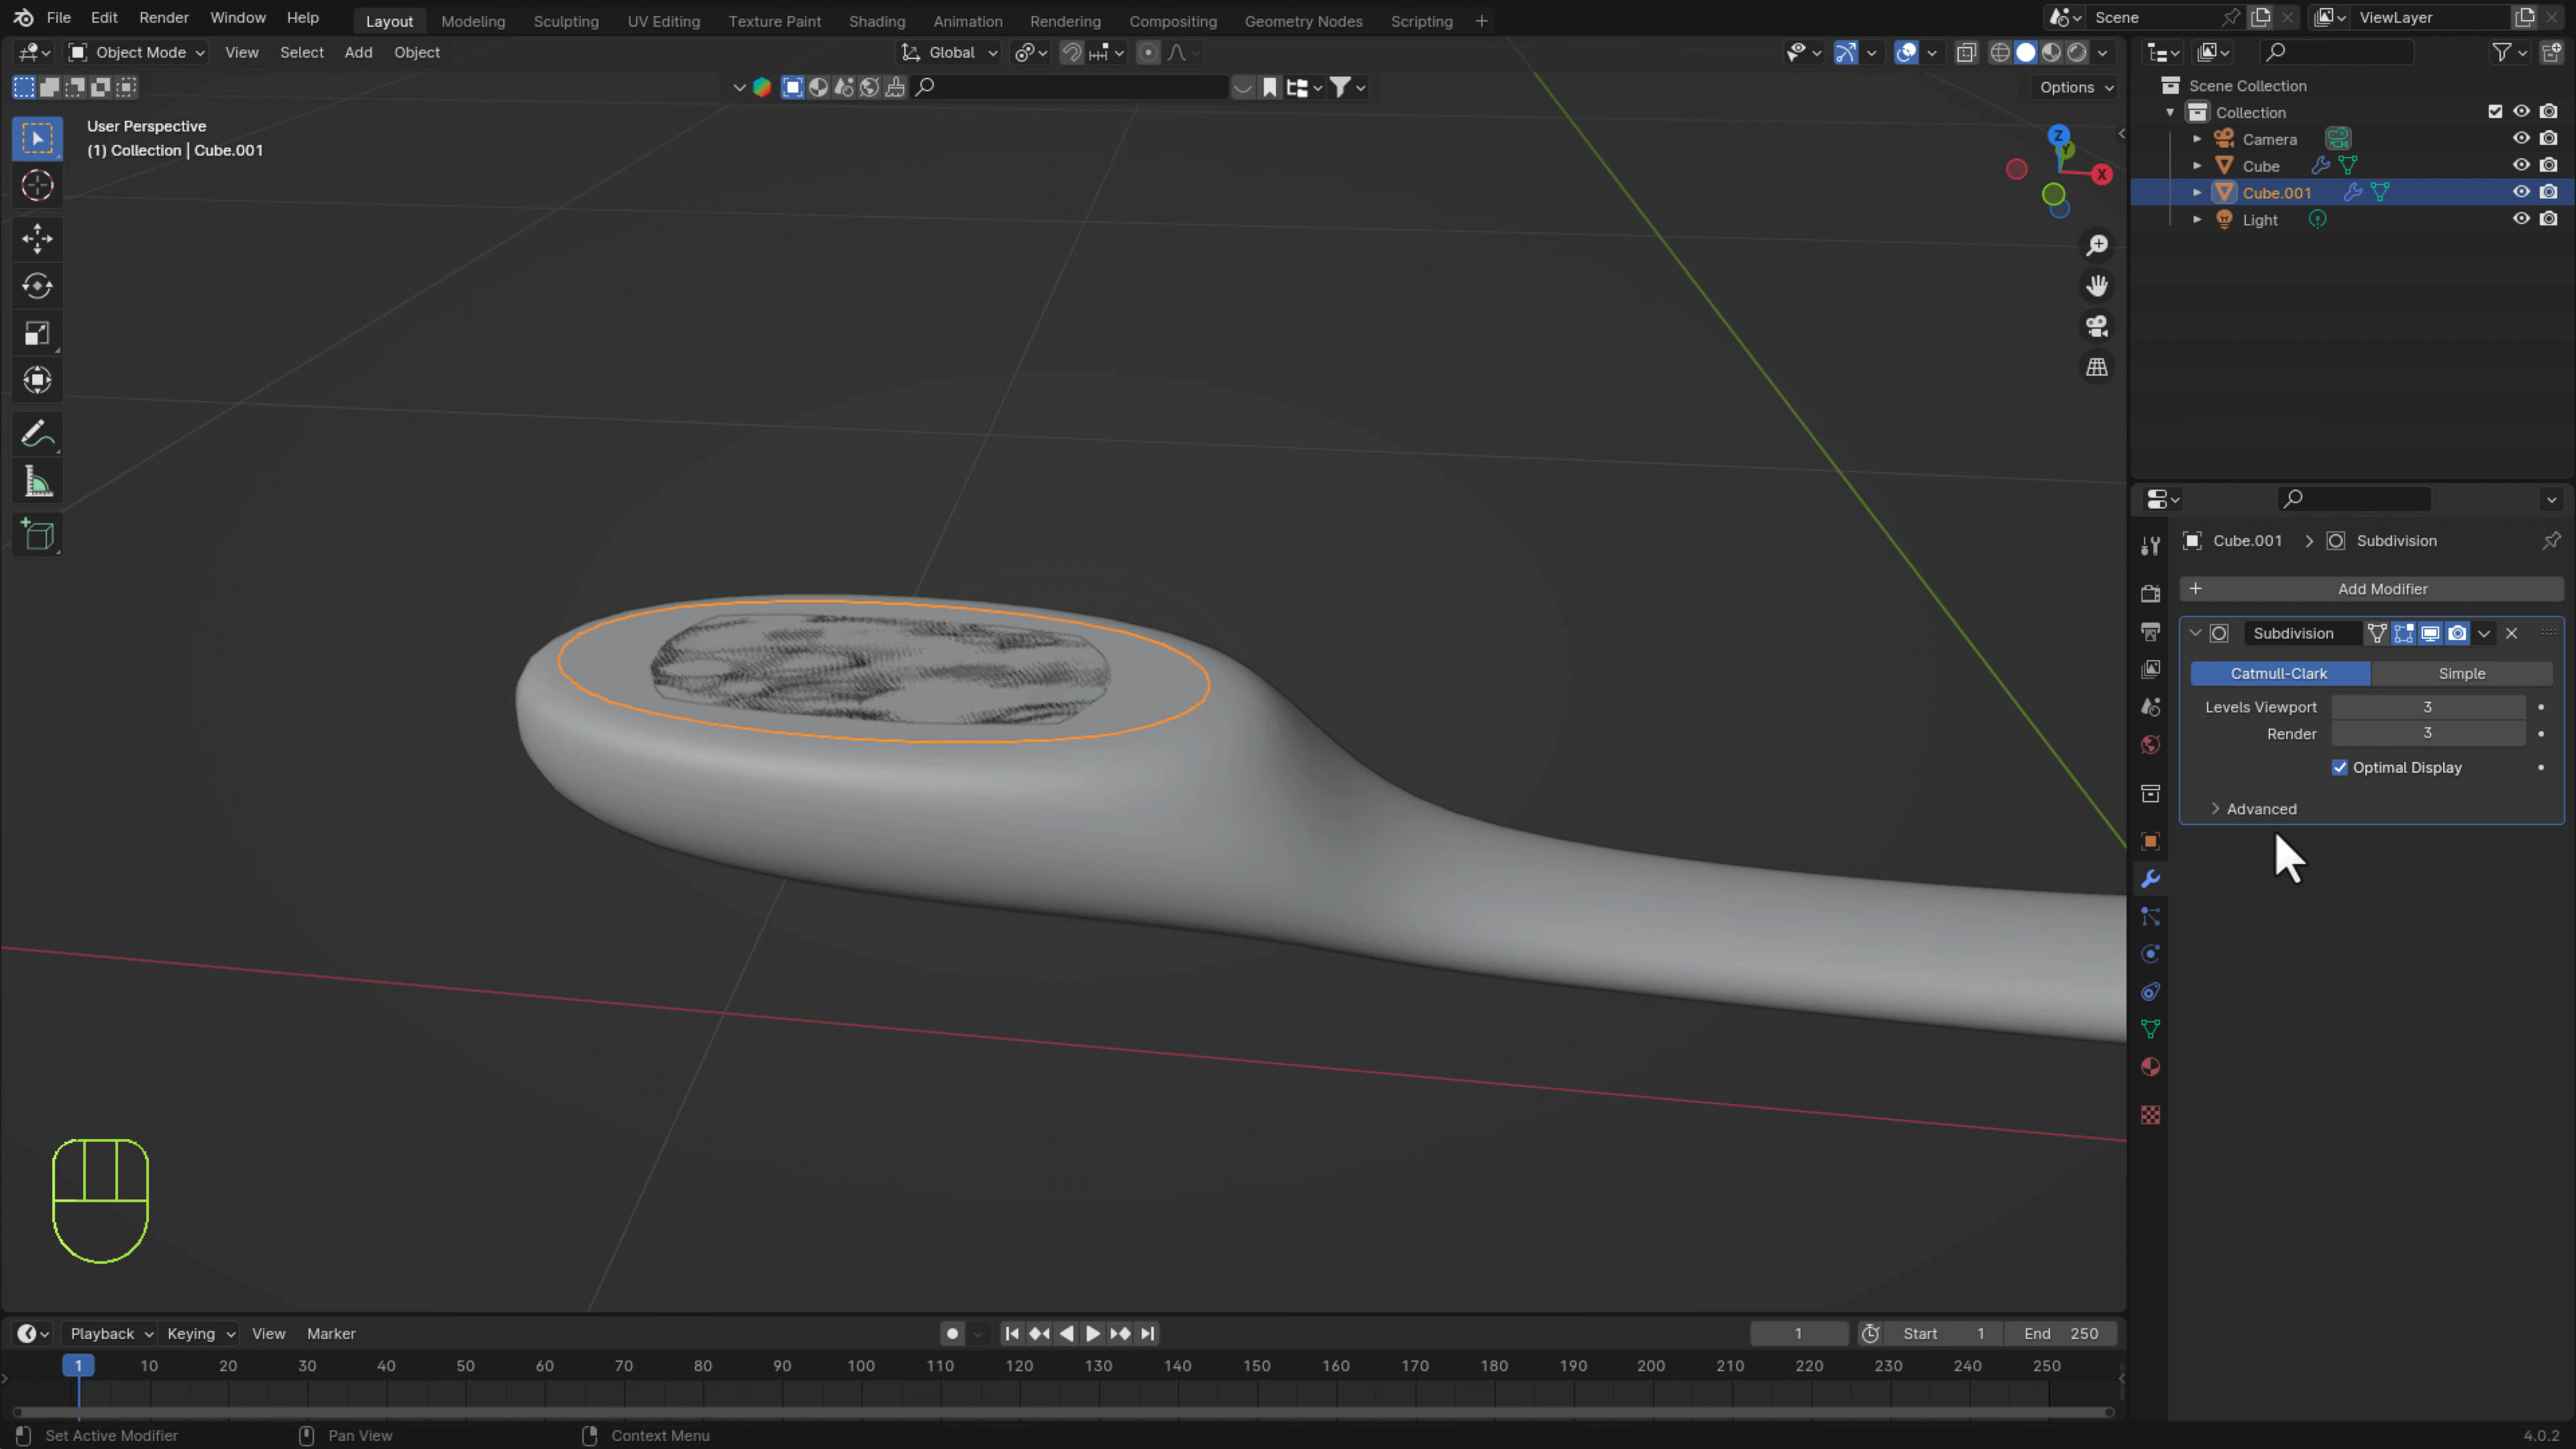 File Edit Render Window Help Layout Modeling Sculpting UV Editing Texture Paint Shading Animation Rendering Compositing Geometry Nodes Scripting + Scene ViewLayer
Object Mode View Select Add Object Global
Options
User Perspective
(1) Collection | Cube.001
Z
Y
X
Scene Collection
Collection
Camera
Cube
Cube.001
Light
Cube.001 > Subdivision
+ Add Modifier
Subdivision
Catmull-Clark Simple
Levels Viewport 3
Render 3
Optimal Display
Advanced
Playback Keying View Marker 1 Start 1 End 250
1 10 20 30 40 50 60 70 80 90 100 110 120 130 140 150 160 170 180 190 200 210 220 230 240 250
Set Active Modifier Pan View Context Menu 4.0.2